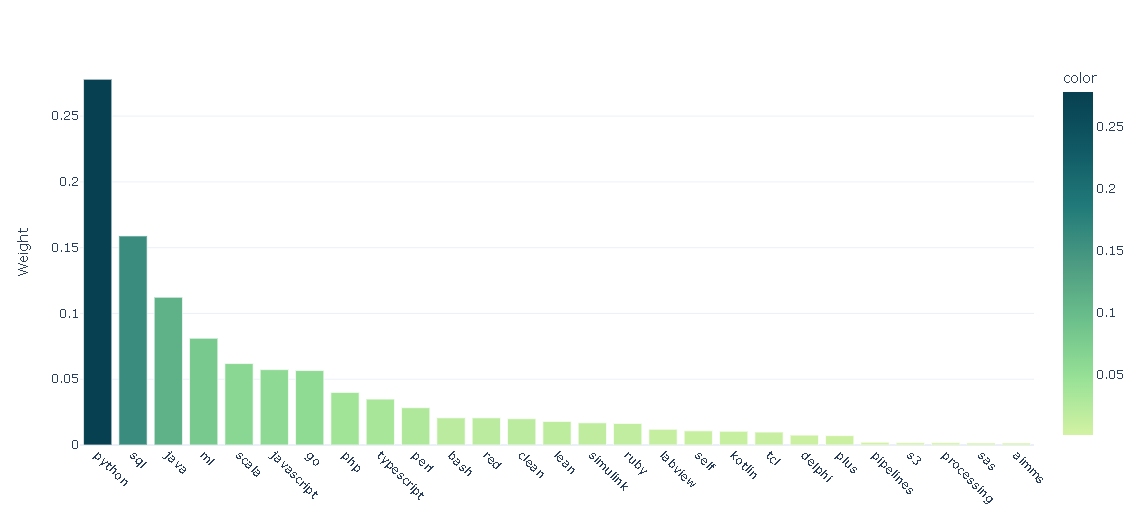 color
0.25
0.2
0.15
0.1
0.05
Weight
0.25
0.2
0.15
0.1
0.05
0
python
sql
java
ml
scala
javascript
go
php
typescript
perl
bash
red
clean
lean
simulink
ruby
labview
self
kotlin
tcl
delphi
plus
pipelines
s3
processing
sas
aimms